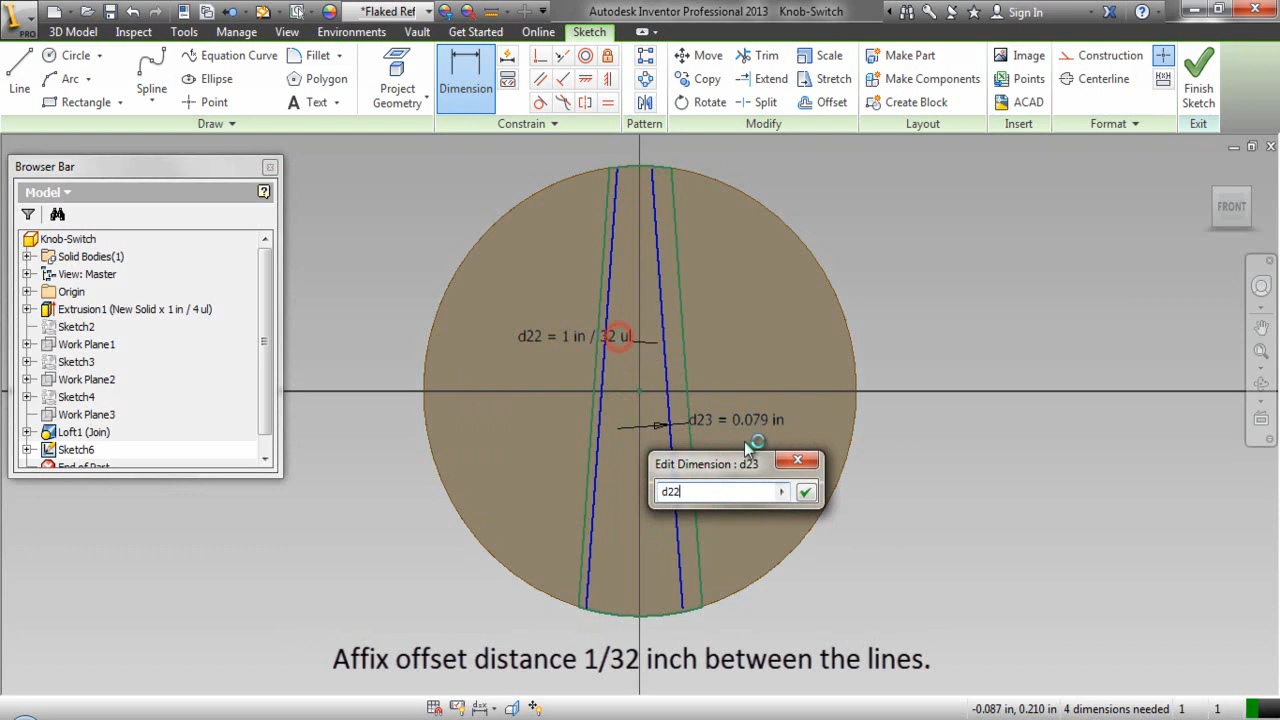 *Flaked Ref
Autodesk Inventor Professional 2013 Knob-Switch
Sign In
PRO
3D Model Inspect Tools Manage View Environments Vault Get Started Online Sketch
Line
Circle
Arc
Rectangle
Spline
Equation Curve
Ellipse
Point
Fillet
Polygon
Text
Project
Geometry
Dimension
Move
Copy
Rotate
Trim
Extend
Split
Scale
Stretch
Offset
Make Part
Make Components
Create Block
Image
Points
ACAD
Construction
Centerline
Finish
Sketch
Draw
Constrain
Pattern
Modify
Layout
Insert
Format
Exit
Browser Bar
Model
Knob-Switch
Solid Bodies(1)
View: Master
Origin
Extrusion1 (New Solid x 1 in / 4 ul)
Sketch2
Work Plane1
Sketch3
Work Plane2
Sketch4
Work Plane3
Loft1 (Join)
Sketch6
End of Part
FRONT
d22 = 1 in / 32 ul
d23 = 0.079 in
Edit Dimension : d23
d22
Affix offset distance 1/32 inch between the lines.
-0.087 in, 0.210 in 4 dimensions needed 1 1